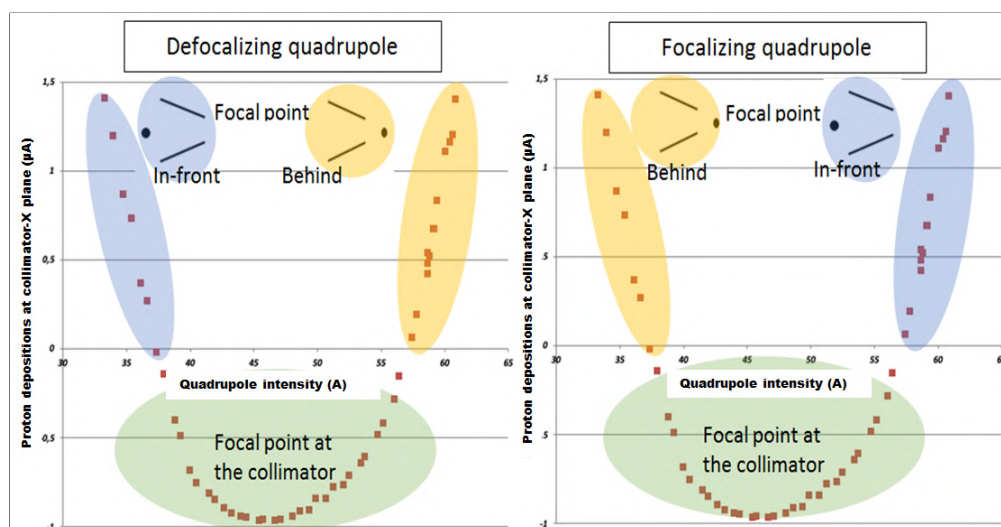 Defocalizing quadrupole
Proton depositions at collimator-X plane (µA)
1,5
1
0,5
0
0,5
-1
30
35
40
45
50
55
60
65
Focal point
In-front
Behind
Quadrupole intensity (A)
Focal point at
the collimator
Focalizing quadrupole
Proton depositions at collimator-X plane (µA)
1,5
1
,5
0
,5
-1
30
35
40
45
50
55
60
65
Focal point
Behind
In-front
Quadrupole intensity (A)
Focal point at
the collimator